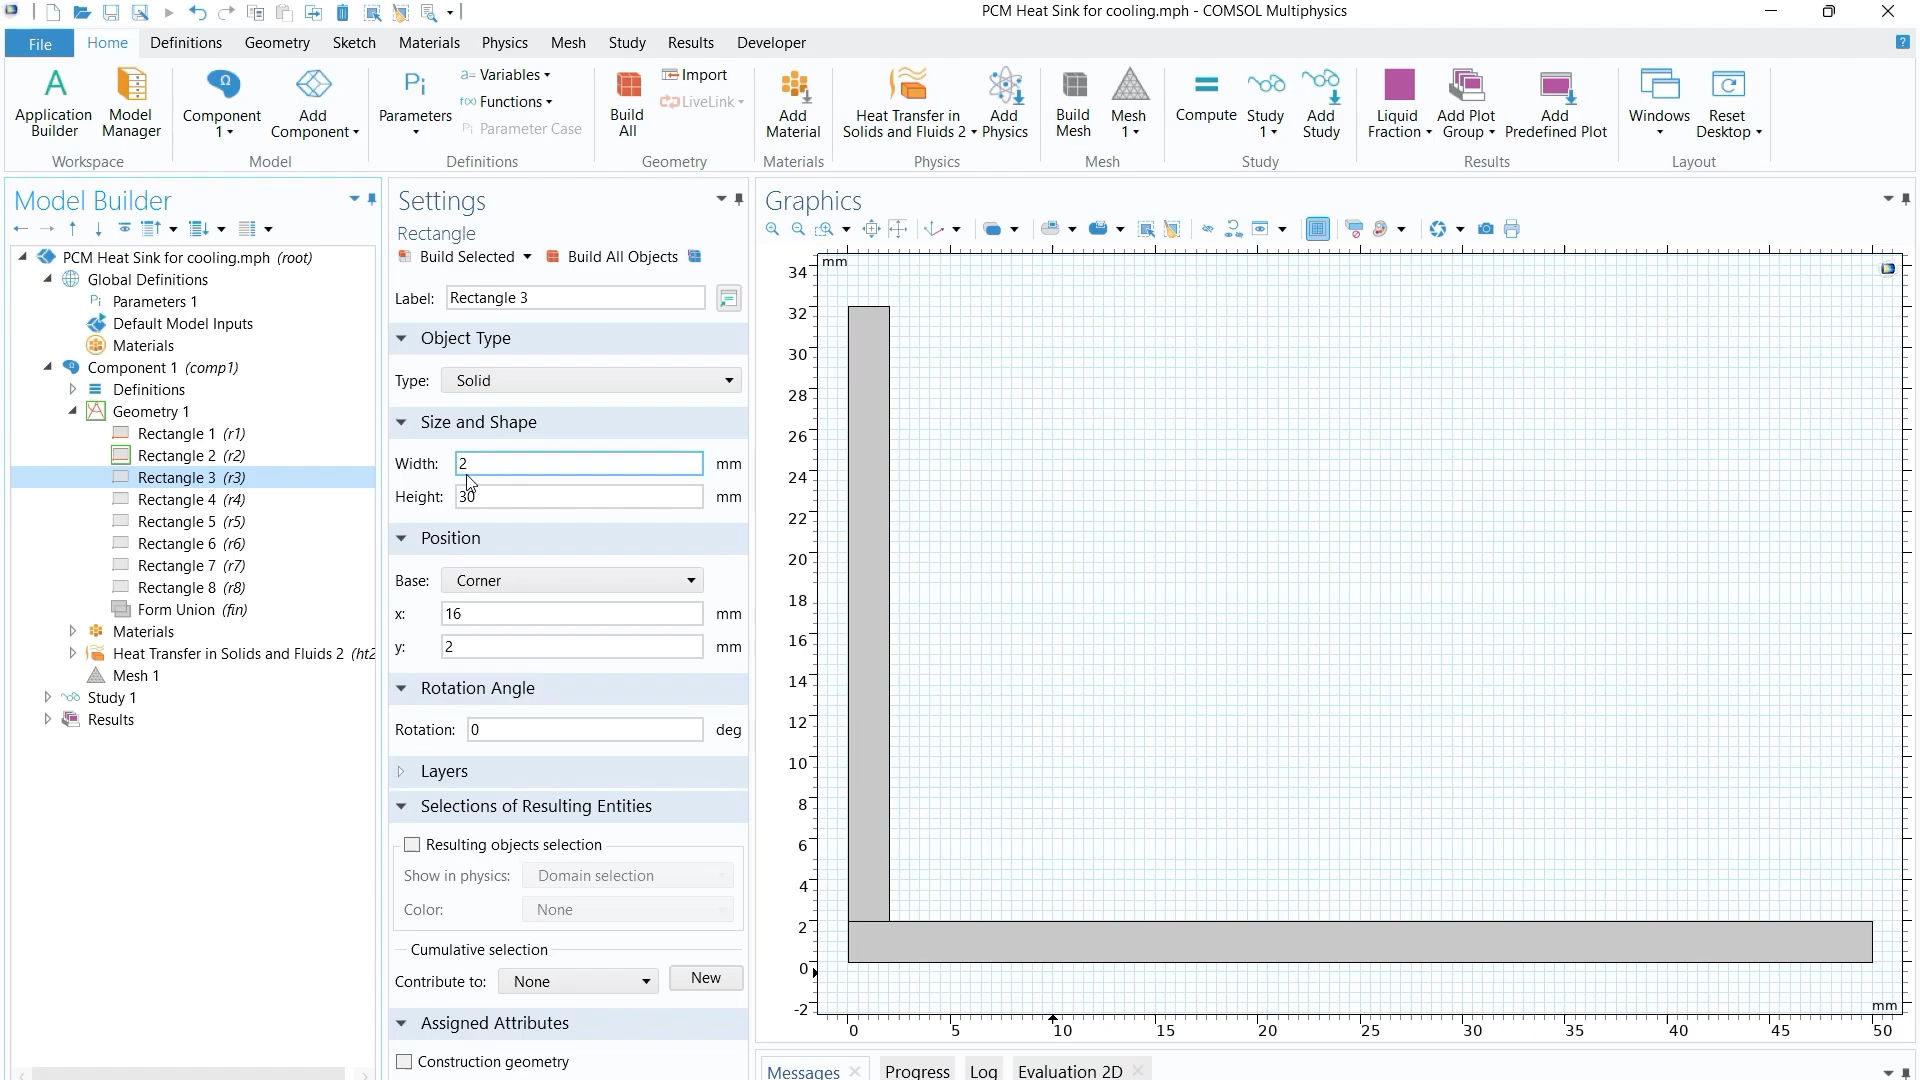 PCM Heat Sink for cooling.mph - COMSOL Multiphysics
File Home Definitions Geometry Sketch Materials Physics Mesh Study Results Developer
Application Builder
Model Manager
Workspace
Component 1
Add Component
Model
Parameters
a= Variables
f(x) Functions
Pi Parameter Case
Definitions
Build All
Import
LiveLink
Geometry
Add Material
Materials
Heat Transfer in Solids and Fluids 2
Add Physics
Physics
Build Mesh
Mesh 1
Mesh
Compute
Study 1
Add Study
Study
Liquid Fraction
Add Plot Group
Add Predefined Plot
Results
Windows
Reset Desktop
Layout
Model Builder
PCM Heat Sink for cooling.mph (root)
Global Definitions
Pi Parameters 1
Default Model Inputs
Materials
Component 1 (comp1)
Definitions
Geometry 1
Rectangle 1 (r1)
Rectangle 2 (r2)
Rectangle 3 (r3)
Rectangle 4 (r4)
Rectangle 5 (r5)
Rectangle 6 (r6)
Rectangle 7 (r7)
Rectangle 8 (r8)
Form Union (fin)
Materials
Heat Transfer in Solids and Fluids 2 (ht2
Mesh 1
Study 1
Results
Settings
Rectangle
Build Selected Build All Objects
Label: Rectangle 3
Object Type
Type: Solid
Size and Shape
Width: 2 mm
Height: 30 mm
Position
Base: Corner
x: 16 mm
y: 2 mm
Rotation Angle
Rotation: 0 deg
Layers
Selections of Resulting Entities
Resulting objects selection
Show in physics: Domain selection
Color: None
Cumulative selection
Contribute to: None New
Assigned Attributes
Construction geometry
Graphics
mm
34
32
30
28
26
24
22
20
18
16
14
12
10
8
6
4
2
0
-2
mm
0 5 10 15 20 25 30 35 40 45 50
Messages Progress Log Evaluation 2D